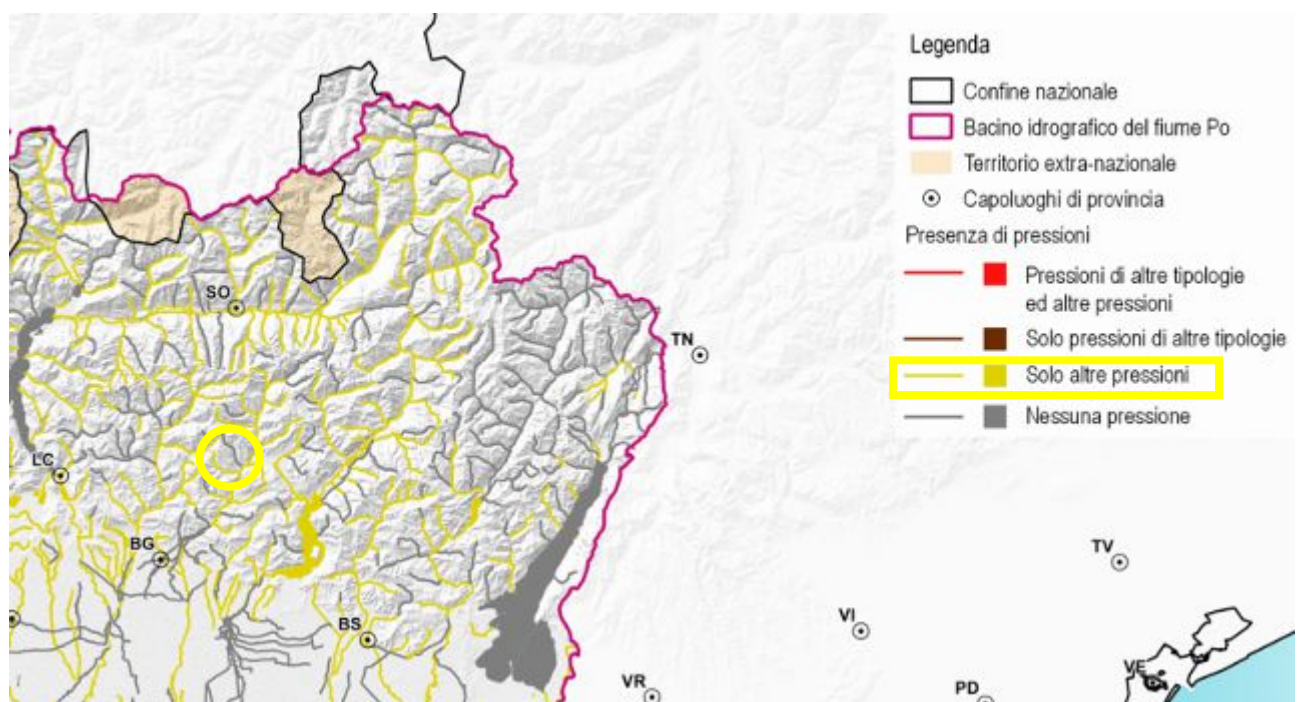 Legenda
Confine nazionale
Bacino idrografico del fiume Po
Territorio extra-nazionale
Capoluoghi di provincia
Presenza di pressioni
Pressioni di altre tipologie
ed altre pressioni
Solo pressioni di altre tipologie
Solo altre pressioni
Nessuna pressione
SO
TN
LC
BG
TV
BS
VI
VE
VR
PD